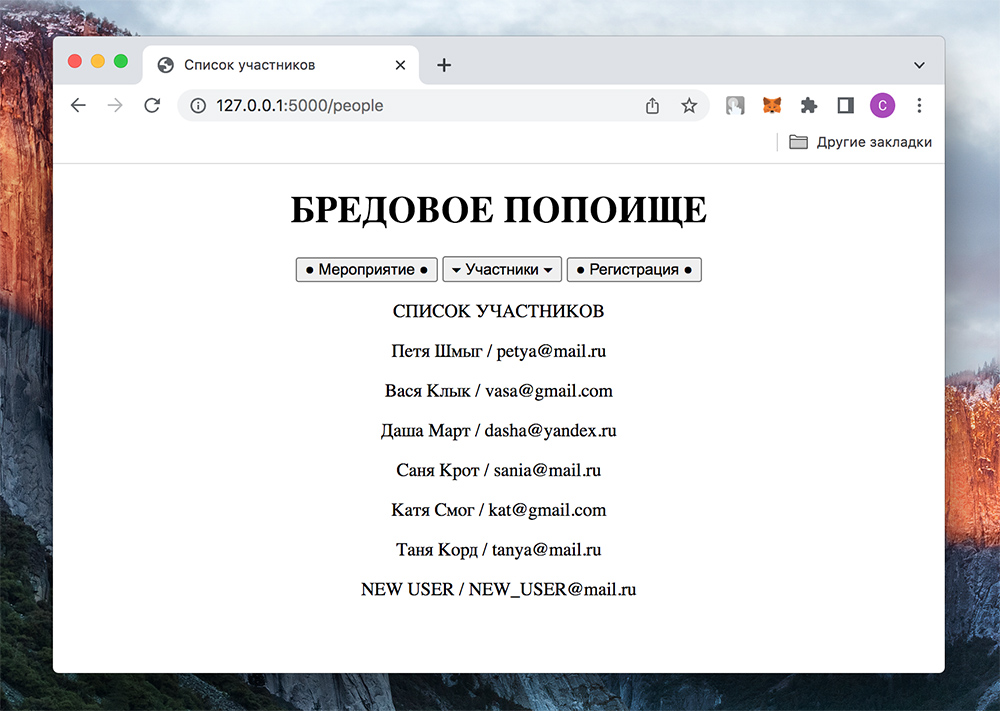 Список участников
127.0.0.1:5000/people
C
Другие закладки
БРЕДОВОЕ ПОПОИЩЕ
● Мероприятие ● ▾ Участники ▾ ● Регистрация ●
СПИСОК УЧАСТНИКОВ
Петя Шмыг / petya@mail.ru
Вася Клык / vasa@gmail.com
Даша Март / dasha@yandex.ru
Саня Крот / sania@mail.ru
Катя Смог / kat@gmail.com
Таня Корд / tanya@mail.ru
NEW USER / NEW_USER@mail.ru